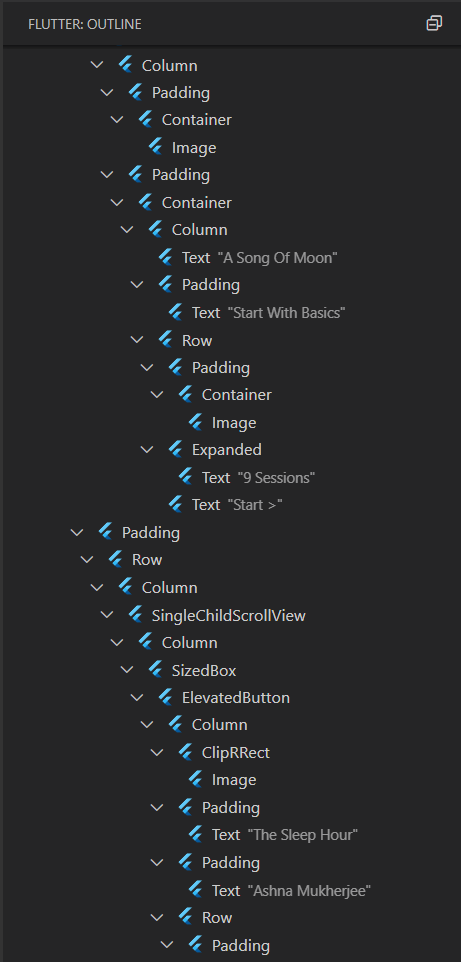 FLUTTER: OUTLINE
Column
Padding
Container
Image
Padding
Container
Column
Text "A Song Of Moon"
Padding
Text "Start With Basics"
Row
Padding
Container
Image
Expanded
Text "9 Sessions"
Text "Start >"
Padding
Row
Column
SingleChildScrollView
Column
SizedBox
ElevatedButton
Column
ClipRRect
Image
Padding
Text "The Sleep Hour"
Padding
Text "Ashna Mukherjee"
Row
Padding